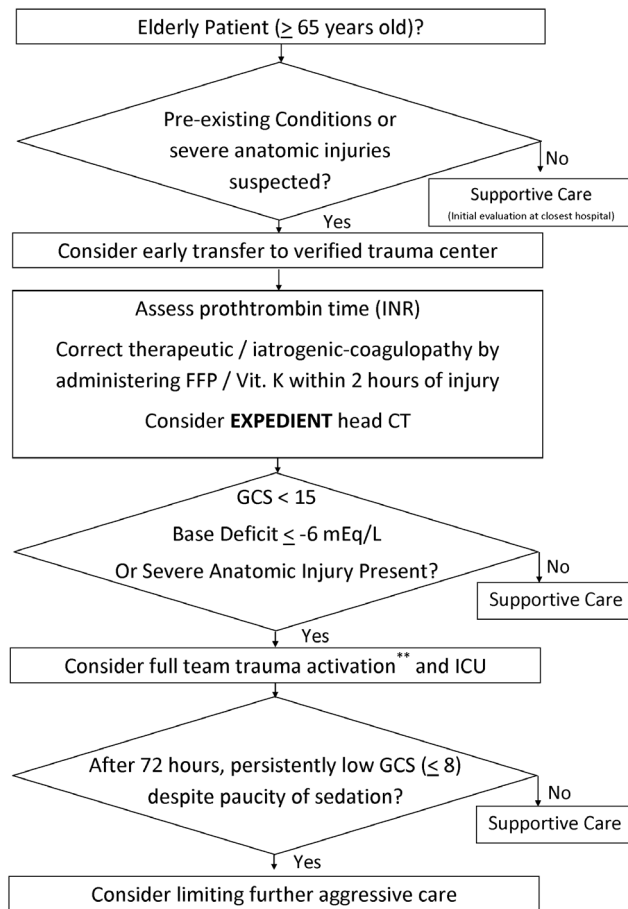 Elderly Patient (≥ 65 years old)?
Pre-existing Conditions or
severe anatomic injuries
suspected?
No
Supportive Care
(Initial evaluation at closest hospital)
Yes
Consider early transfer to verified trauma center
Assess prothtrombin time (INR)
Correct therapeutic / iatrogenic-coagulopathy by
administering FFP / Vit. K within 2 hours of injury
Consider EXPEDIENT head CT
GCS < 15
Base Deficit ≤ -6 mEq/L
Or Severe Anatomic Injury Present?
No
Supportive Care
Yes
Consider full team trauma activation** and ICU
After 72 hours, persistently low GCS (≤ 8)
despite paucity of sedation?
No
Supportive Care
Yes
Consider limiting further aggressive care